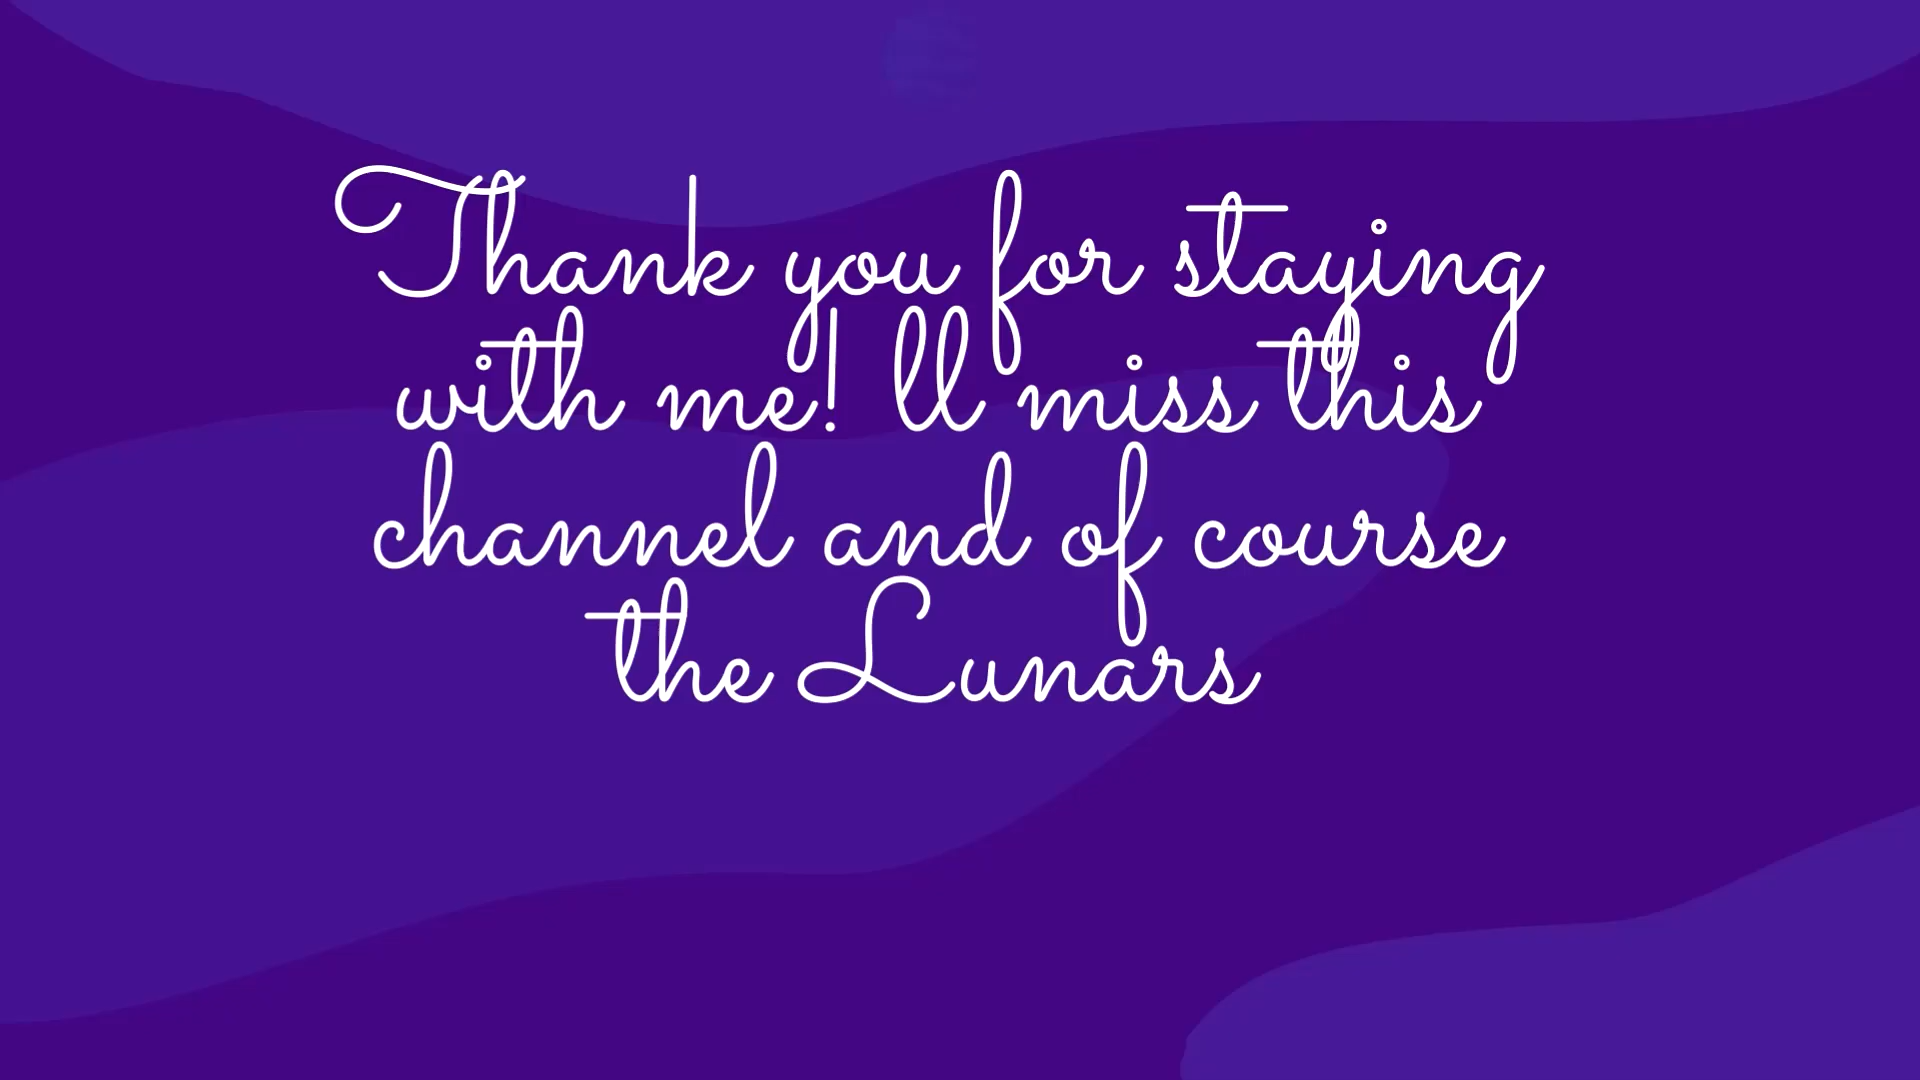 Thank you for staying
with me! ll miss this
channel and of course
the Lunars